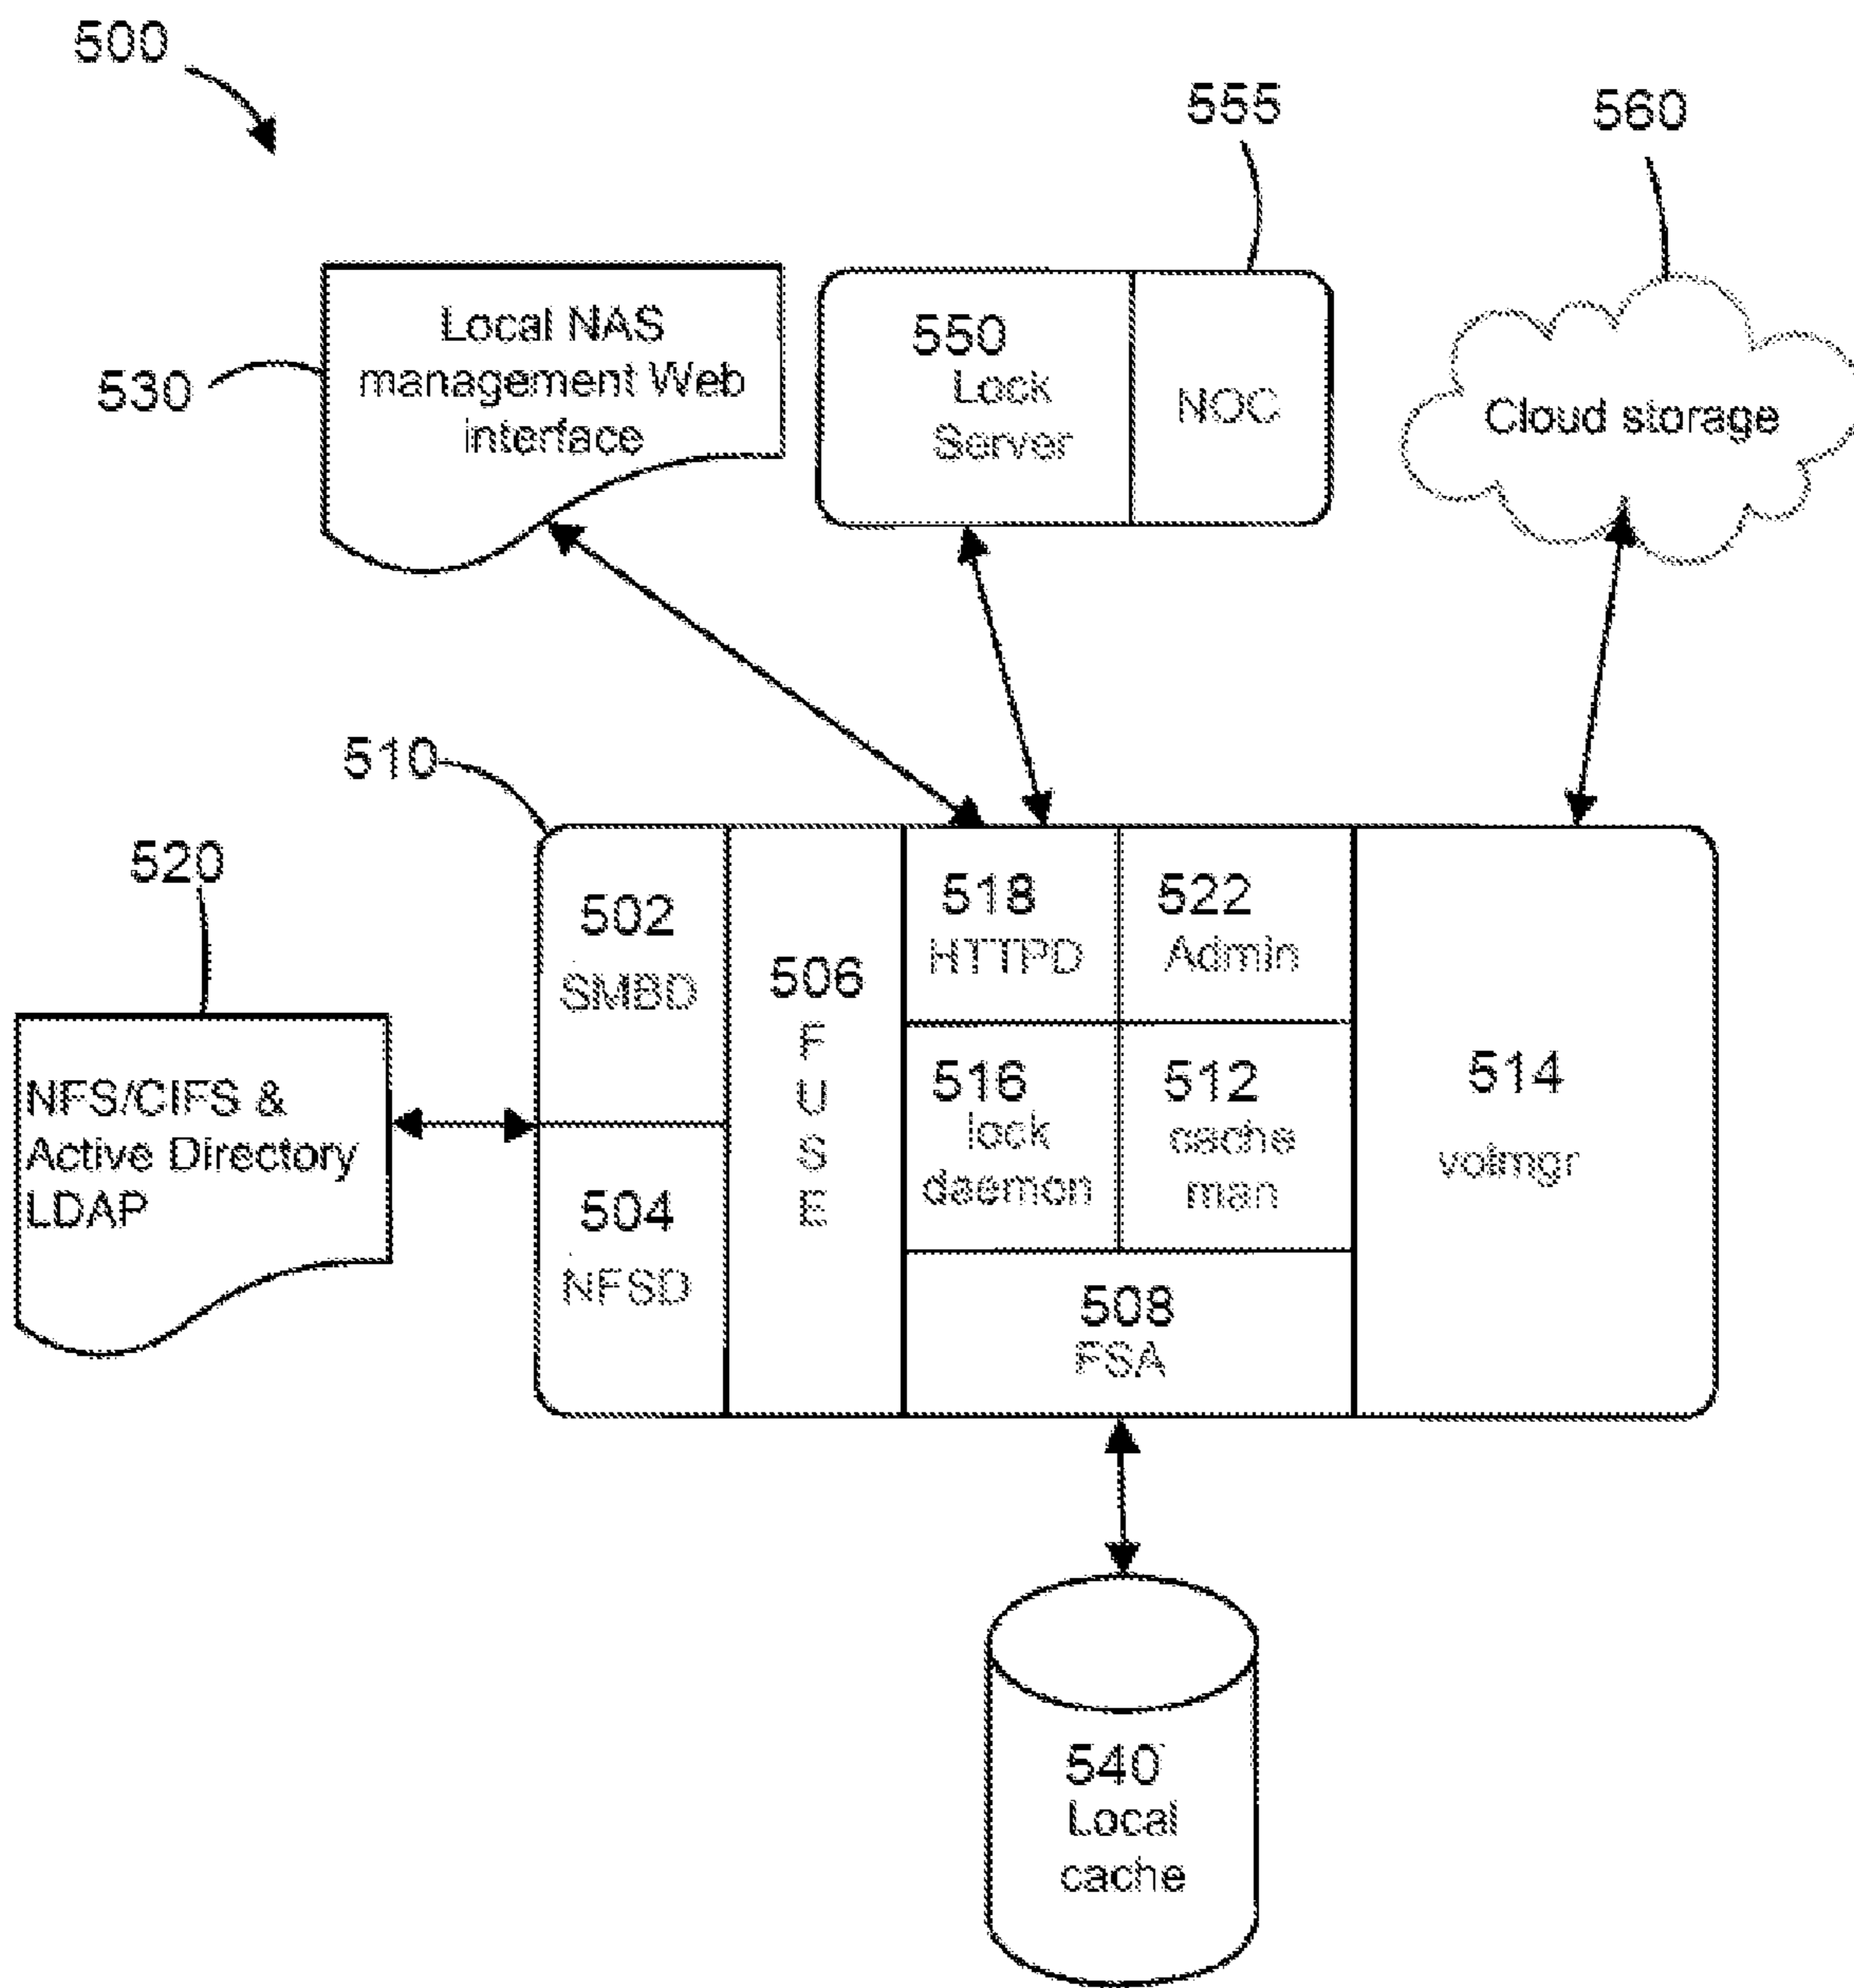 500
555
560
530
Local NAS
management Web
interface
550
Lock
Server
NOC
Cloud storage
510
520
502
SMBD
504
NFSD
506
F
U
S
E
518
HTTPD
522
Admin
516
lock
daemon
512
cache
man
508
FSA
514
volmgr
NFS/CIFS &
Active Directory
LDAP
540
Local
cache